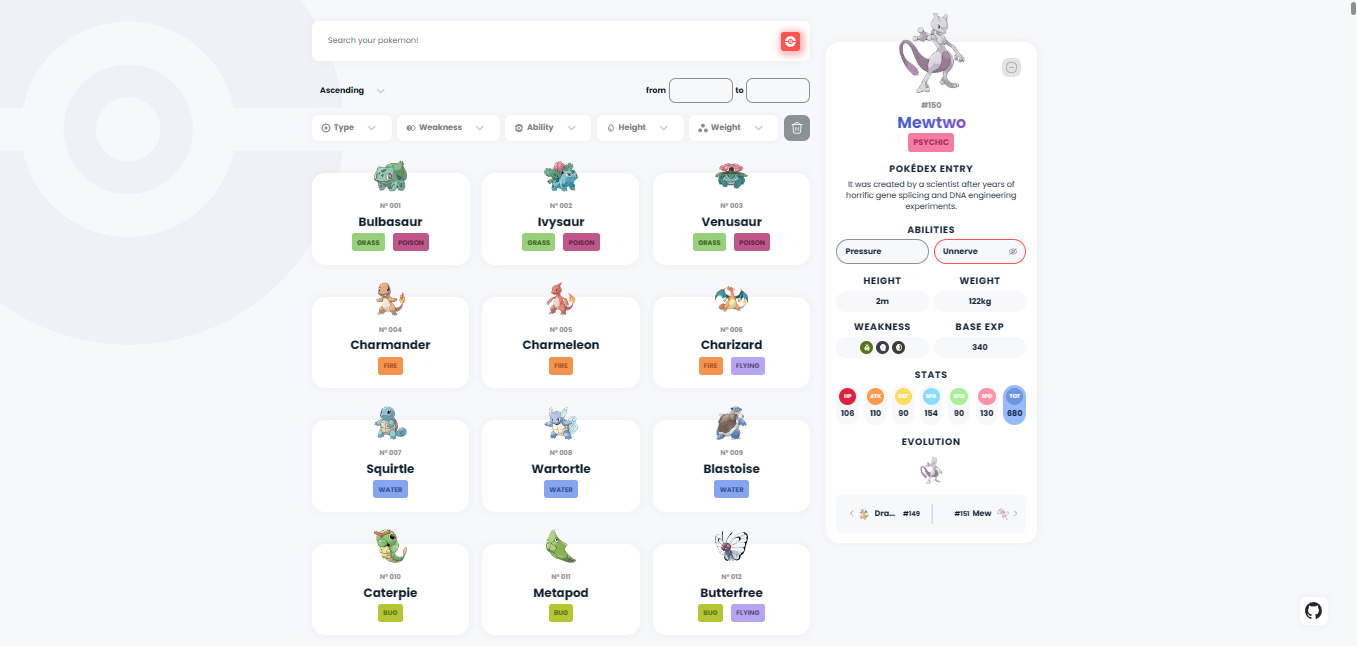 Search your pokemon!
Ascending
from to
Type Weakness Ability Height Weight
Nº 001 Nº 002 Nº 003
Bulbasaur Ivysaur Venusaur
GRASS POISON GRASS POISON GRASS POISON
Nº 004 Nº 005 Nº 006
Charmander Charmeleon Charizard
FIRE FIRE FIRE FLYING
Nº 007 Nº 008 Nº 009
Squirtle Wartortle Blastoise
WATER WATER WATER
Nº 010 Nº 011 Nº 012
Caterpie Metapod Butterfree
BUG BUG BUG FLYING
#150
Mewtwo
PSYCHIC
POKÉDEX ENTRY
It was created by a scientist after years of
horrific gene splicing and DNA engineering
experiments.
ABILITIES
Pressure Unnerve
HEIGHT WEIGHT
2m 122kg
WEAKNESS BASE EXP
340
STATS
HP ATK DEF SPA SPD SPD TOT
106 110 90 154 90 130 680
EVOLUTION
Dra... #149 #151 Mew